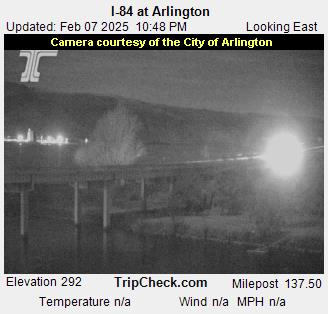 I-84 at Arlington
Updated: Feb 07 2025 10:48 PM Looking East
Camera courtesy of the City of Arlington
Elevation 292 TripCheck.com Milepost 137.50
Temperature n/a Wind n/a MPH n/a